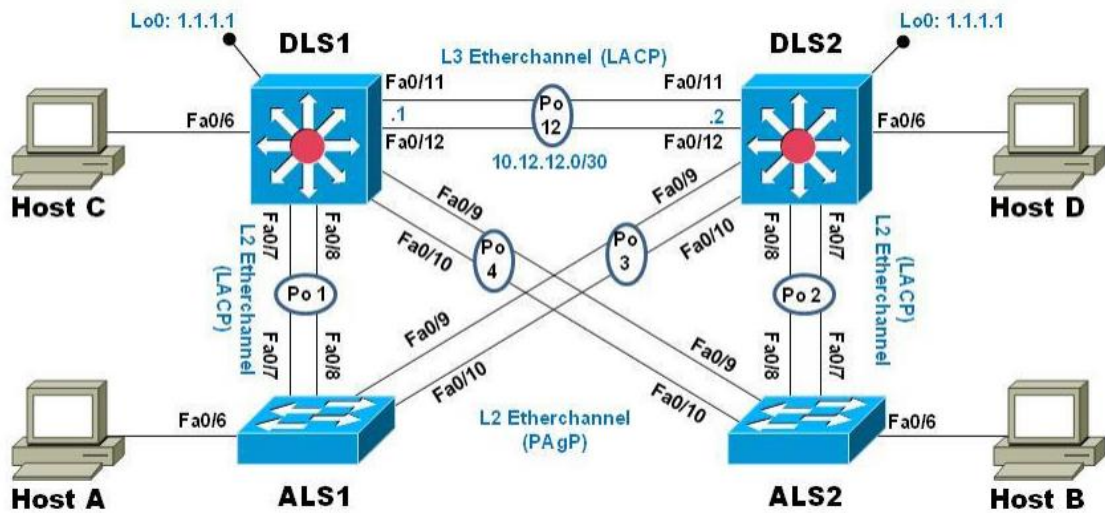 Lo0: 1.1.1.1
Lo0: 1.1.1.1
DLS1
DLS2
L3 Etherchannel (LACP)
Fa0/11
Fa0/11
Po
12
Fa0/6
.1
.2
Fa0/6
Fa0/12
Fa0/12
10.12.12.0/30
Host C
Host D
Fa0/9
Fa0/9
Fa0/7
Fa0/8
Fa0/10
Fa0/10
Fa0/8
Fa0/7
L2 Etherchannel
(LACP)
Po
4
Po
3
L2 Etherchannel
(LACP)
Po 1
Po 2
Fa0/7
Fa0/8
Fa0/9
Fa0/9
Fa0/8
Fa0/7
Fa0/10
Fa0/10
Fa0/6
L2 Etherchannel
(PAgP)
Fa0/6
Host A
ALS1
ALS2
Host B